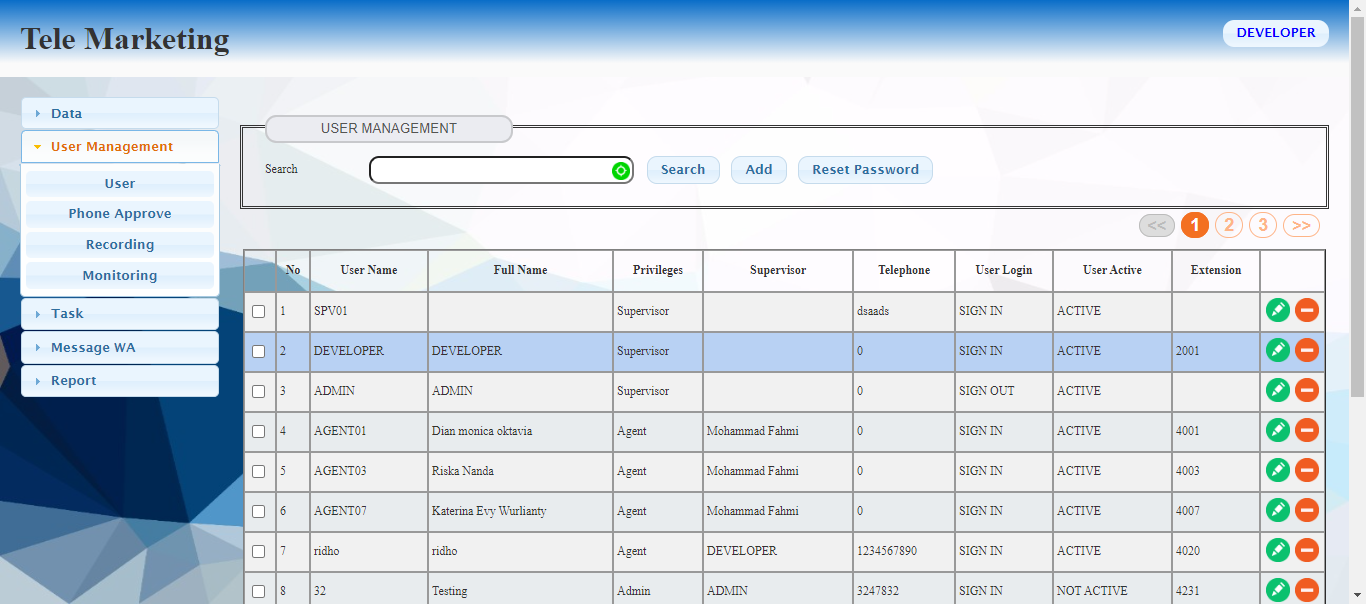 Tele Marketing
DEVELOPER
Data
User Management
User
Phone Approve
Recording
Monitoring
Task
Message WA
Report
USER MANAGEMENT
Search Search Add Reset Password
<< 1 2 3 >>
No User Name Full Name Privileges Supervisor Telephone User Login User Active Extension
1 SPV01 Supervisor dsaads SIGN IN ACTIVE
2 DEVELOPER DEVELOPER Supervisor 0 SIGN IN ACTIVE 2001
3 ADMIN ADMIN Supervisor 0 SIGN OUT ACTIVE
4 AGENT01 Dian monica oktavia Agent Mohammad Fahmi 0 SIGN IN ACTIVE 4001
5 AGENT03 Riska Nanda Agent Mohammad Fahmi 0 SIGN IN ACTIVE 4003
6 AGENT07 Katerina Evy Wurlianty Agent Mohammad Fahmi 0 SIGN IN ACTIVE 4007
7 ridho ridho Agent DEVELOPER 1234567890 SIGN IN ACTIVE 4020
8 32 Testing Admin ADMIN 3247832 SIGN IN NOT ACTIVE 4231